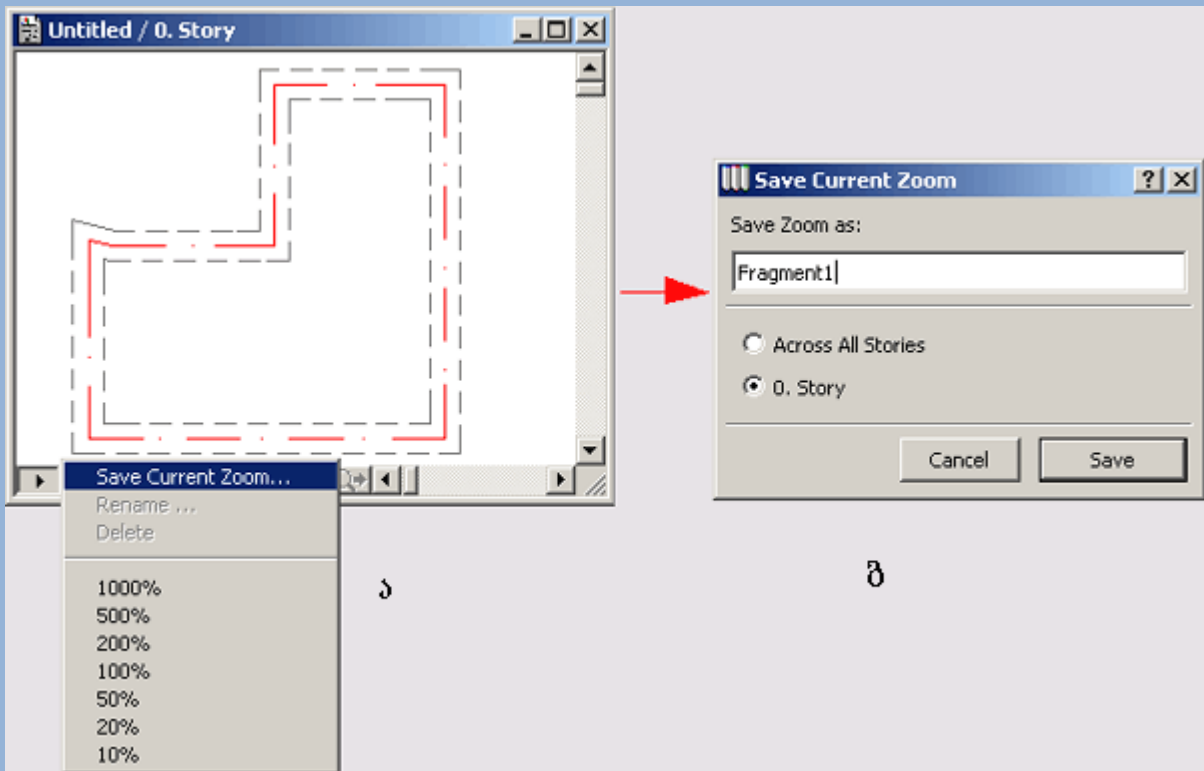 Untitled / 0. Story
Save Current Zoom...
Rename ...
Delete
1000%
500%
200%
100%
50%
20%
10%
ა
Save Current Zoom
Save Zoom as:
Fragment1
Across All Stories
0. Story
Cancel
Save
ბ